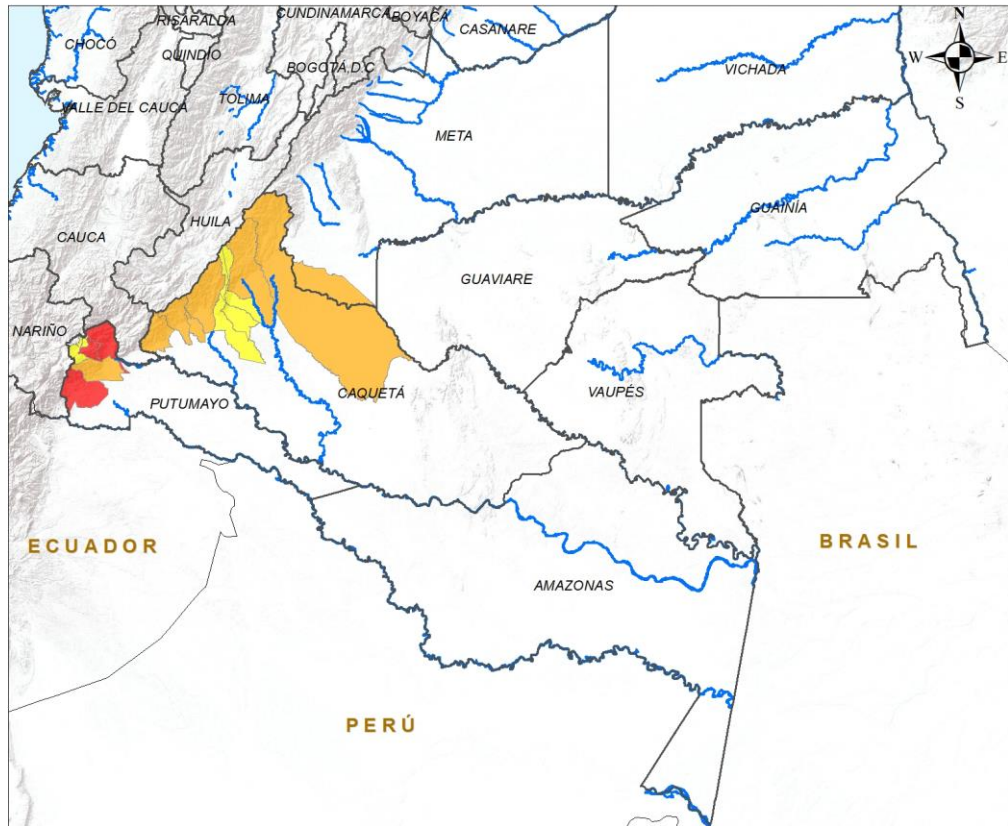 RISARALDA
CUNDINAMARCA
BOYACÁ
CASANARE
N
CHOCÓ
QUINDÍO
BOGOTÁ D.C
W
E
VICHADA
TOLIMA
VALLE DEL CAUCA
S
META
GUAINÍA
HUILA
CAUCA
GUAVIARE
NARIÑO
CAQUETÁ
VAUPÉS
PUTUMAYO
ECUADOR
BRASIL
AMAZONAS
PERÚ